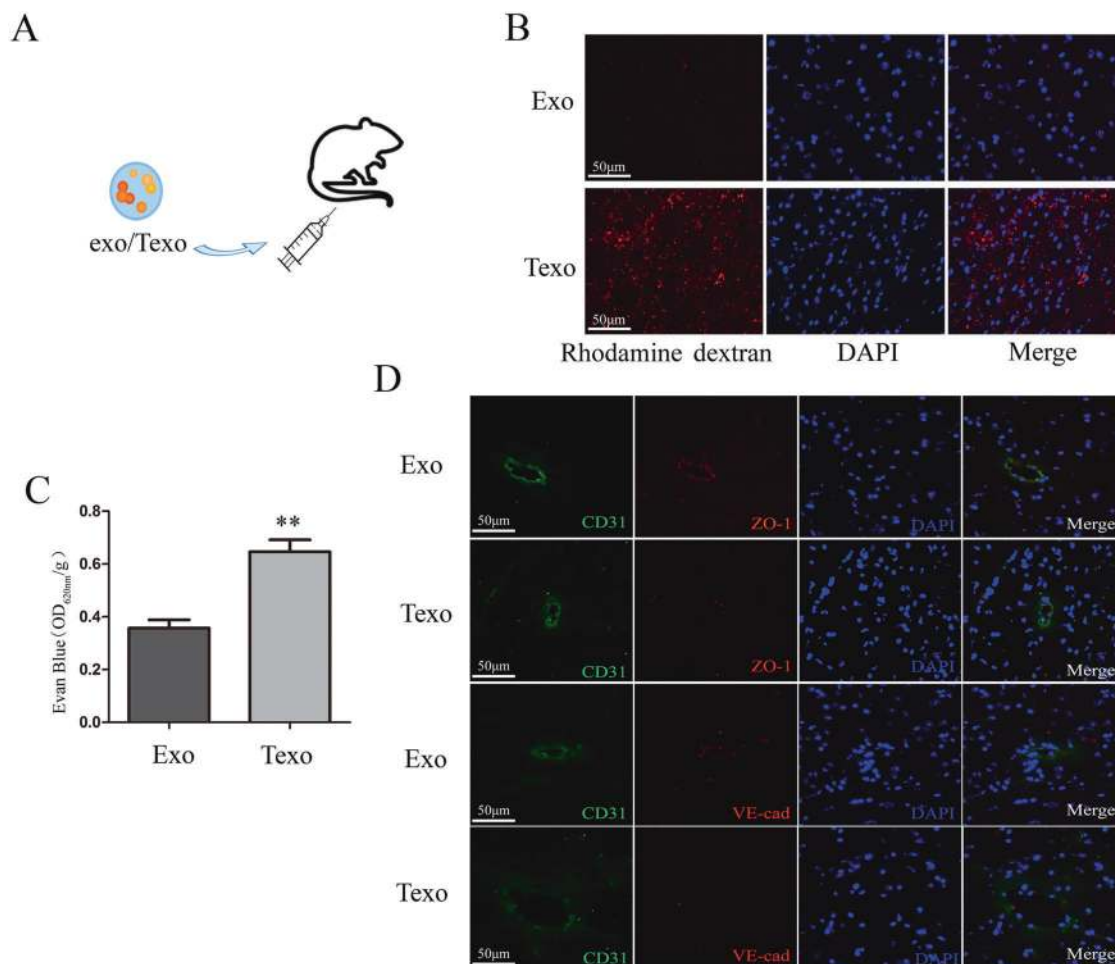 A
exo/Texo
B
Exo
50μm
Texo
50μm
Rhodamine dextran DAPI Merge
C
Evan Blue (OD620nm/g)
0.8
0.6
0.4
0.2
0.0
**
Exo Texo
D
Exo
50μm CD31 ZO-1 DAPI Merge
Texo
50μm CD31 ZO-1 DAPI Merge
Exo
50μm CD31 VE-cad DAPI Merge
Texo
50μm CD31 VE-cad DAPI Merge